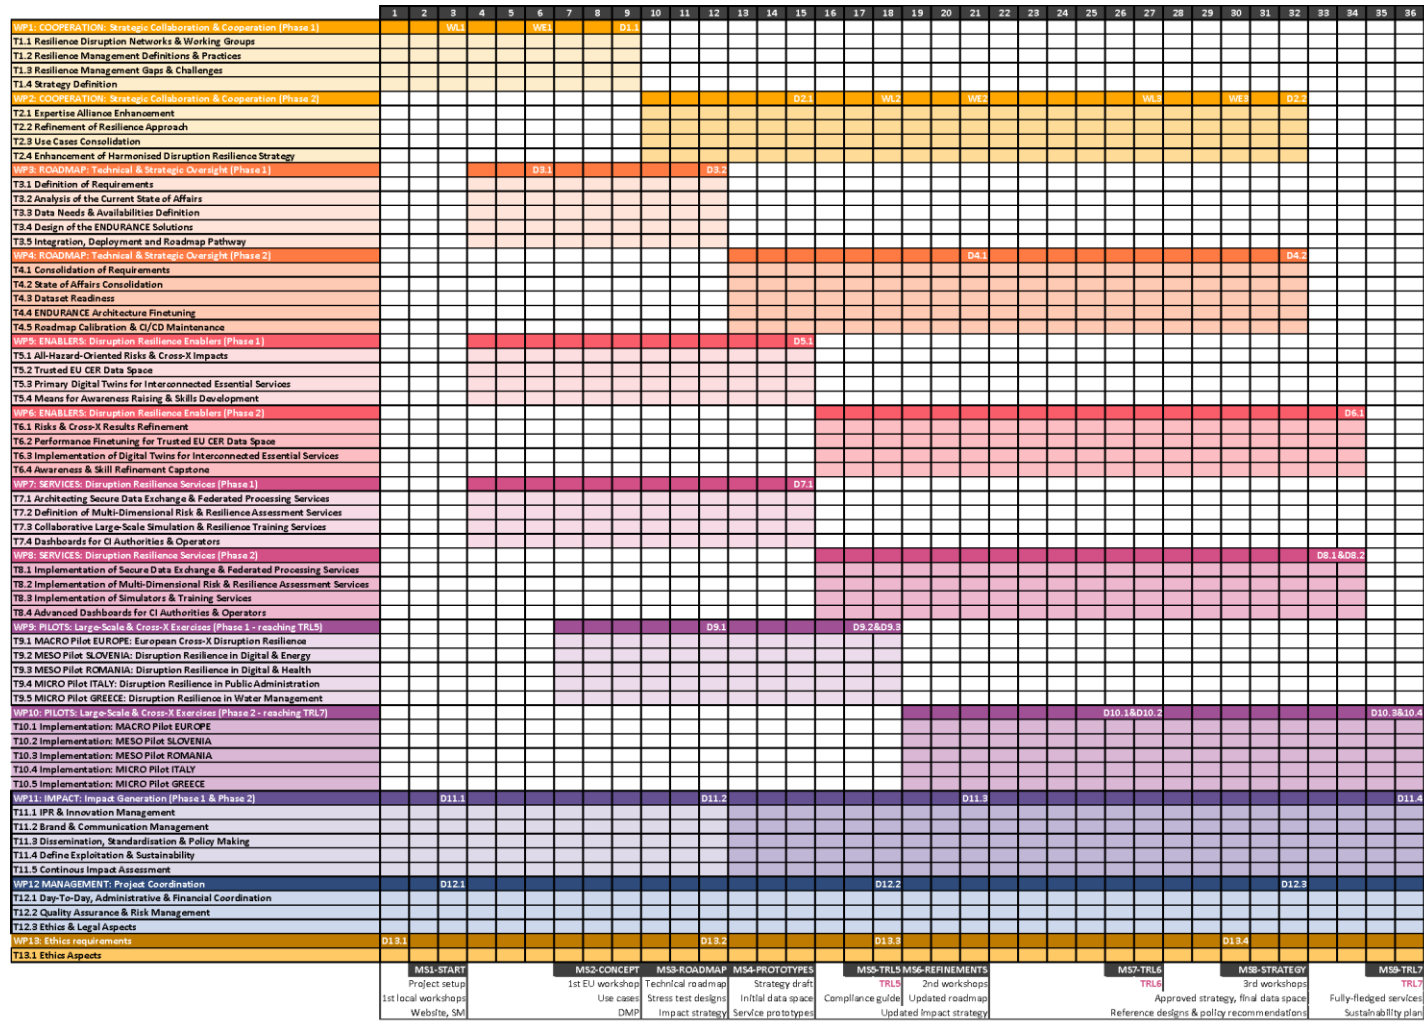 1 2 3 4 5 6 7 8 9 10 11 12 13 14 15 16 17 18 19 20 21 22 23 24 25 26 27 28 29 30 31 32 33 34 35 36
WP1: COOPERATION: Strategic Collaboration & Cooperation (Phase 1) WL1 WE1 D1.1
T1.1 Resilience Disruption Networks & Working Groups
T1.2 Resilience Management Definitions & Practices
T1.3 Resilience Management Gaps & Challenges
T1.4 Strategy Definition
WP2: COOPERATION: Strategic Collaboration & Cooperation (Phase 2) D2.1 WL2 WE2 WL3 WE3 D2.2
T2.1 Expertise Alliance Enhancement
T2.2 Refinement of Resilience Approach
T2.3 Use Cases Consolidation
T2.4 Enhancement of Harmonised Disruption Resilience Strategy
WP3: ROADMAP: Technical & Strategic Oversight (Phase 1) D3.1 D3.2
T3.1 Definition of Requirements
T3.2 Analysis of the Current State of Affairs
T3.3 Data Needs & Availabilities Definition
T3.4 Design of the ENDURANCE Solutions
T3.5 Integration, Deployment and Roadmap Pathway
WP4: ROADMAP: Technical & Strategic Oversight (Phase 2) D4.1 D4.2
T4.1 Consolidation of Requirements
T4.2 State of Affairs Consolidation
T4.3 Dataset Readiness
T4.4 ENDURANCE Architecture Finetuning
T4.5 Roadmap Calibration & CI/CD Maintenance
WP5: ENABLERS: Disruption Resilience Enablers (Phase 1) D5.1
T5.1 All-Hazard-Oriented Risks & Cross-X Impacts
T5.2 Trusted EU CER Data Space
T5.3 Primary Digital Twins for Interconnected Essential Services
T5.4 Means for Awareness Raising & Skills Development
WP6: ENABLERS: Disruption Resilience Enablers (Phase 2) D6.1
T6.1 Risks & Cross-X Results Refinement
T6.2 Performance Finetuning for Trusted EU CER Data Space
T6.3 Implementation of Digital Twins for Interconnected Essential Services
T6.4 Awareness & Skill Refinement Capstone
WP7: SERVICES: Disruption Resilience Services (Phase 1) D7.1
T7.1 Architecting Secure Data Exchange & Federated Processing Services
T7.2 Definition of Multi-Dimensional Risk & Resilience Assessment Services
T7.3 Collaborative Large-Scale Simulation & Resilience Training Services
T7.4 Dashboards for CI Authorities & Operators
WP8: SERVICES: Disruption Resilience Services (Phase 2) D8.1&D8.2
T8.1 Implementation of Secure Data Exchange & Federated Processing Services
T8.2 Implementation of Multi-Dimensional Risk & Resilience Assessment Services
T8.3 Implementation of Simulators & Training Services
T8.4 Advanced Dashboards for CI Authorities & Operators
WP9: PILOTS: Large-Scale & Cross-X Exercises (Phase 1 - reaching TRL5) D9.1 D9.2&D9.3
T9.1 MACRO Pilot EUROPE: European Cross-X Disruption Resilience
T9.2 MESO Pilot SLOVENIA: Disruption Resilience in Digital & Energy
T9.3 MESO Pilot ROMANIA: Disruption Resilience in Digital & Health
T9.4 MICRO Pilot ITALY: Disruption Resilience in Public Administration
T9.5 MICRO Pilot GREECE: Disruption Resilience in Water Management
WP10: PILOTS: Large-Scale & Cross-X Exercises (Phase 2 - reaching TRL7) D10.1&D10.2 D10.3&10.4
T10.1 Implementation: MACRO Pilot EUROPE
T10.2 Implementation: MESO Pilot SLOVENIA
T10.3 Implementation: MESO Pilot ROMANIA
T10.4 Implementation: MICRO Pilot ITALY
T10.5 Implementation: MICRO Pilot GREECE
WP11: IMPACT: Impact Generation (Phase 1 & Phase 2) D11.1 D11.2 D11.3 D11.4
T11.1 IPR & Innovation Management
T11.2 Brand & Communication Management
T11.3 Dissemination, Standardisation & Policy Making
T11.4 Define Exploitation & Sustainability
T11.5 Continous Impact Assessment
WP12 MANAGEMENT: Project Coordination D12.1 D12.2 D12.3
T12.1 Day-To-Day, Administrative & Financial Coordination
T12.2 Quality Assurance & Risk Management
T12.3 Ethics & Legal Aspects
WP13: Ethics requirements D13.1 D13.2 D13.3 D13.4
T13.1 Ethics Aspects
MS1-START MS2-CONCEPT MS3-ROADMAP MS4-PROTOTYPES MS5-TRL5 MS6-REFINEMENTS MS7-TRL6 MS8-STRATEGY MS9-TRL7
Project setup 1st EU workshop Technical roadmap Strategy draft TRL5 2nd workshops TRL6 3rd workshops TRL7
1st local workshops Use cases Stress test designs Initial data space Compliance guide Updated roadmap Approved strategy, final data space Fully-fledged services
Website, SM DMP Impact strategy Service prototypes Updated impact strategy Reference designs & policy recommendations Sustainability plan